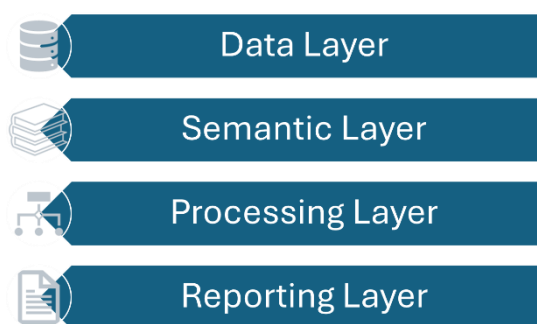 Data Layer
Semantic Layer
Processing Layer
Reporting Layer